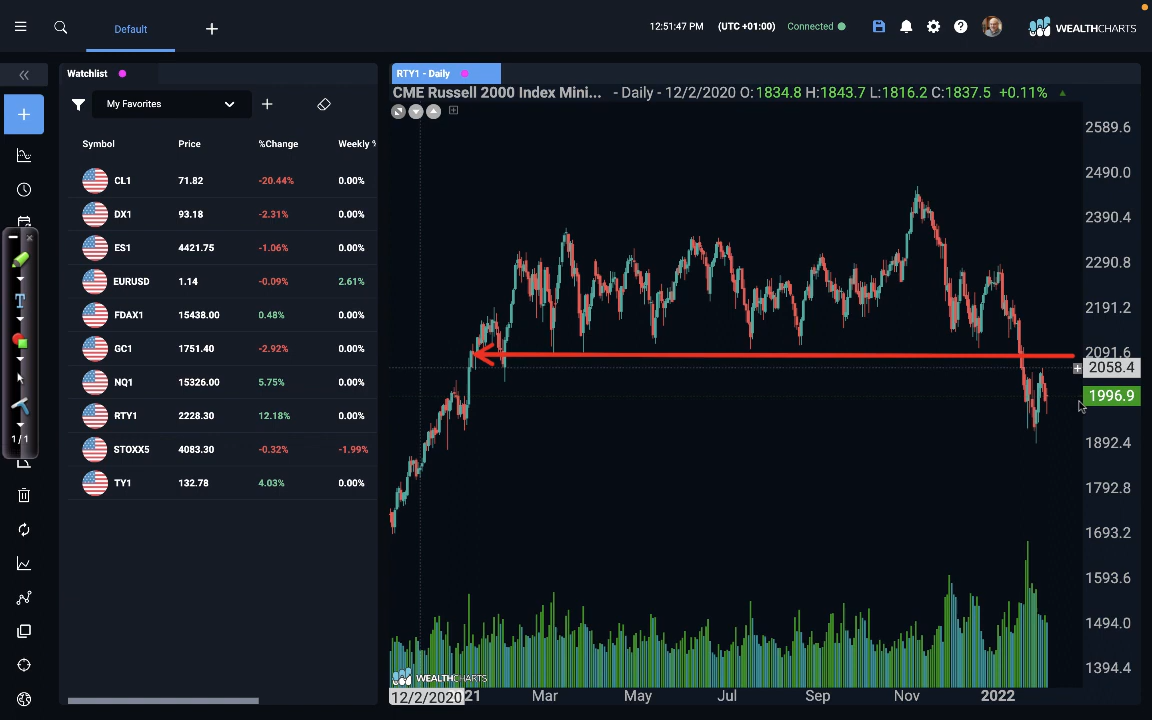 Default
12:51:47 PM (UTC +01:00) Connected
WEALTHCHARTS
Watchlist
My Favorites
Symbol Price %Change Weekly %
CL1 71.82 -20.44% 0.00%
DX1 93.18 -2.31% 0.00%
ES1 4421.75 -1.06% 0.00%
EURUSD 1.14 -0.09% 2.61%
FDAX1 15438.00 0.48% 0.00%
GC1 1751.40 -2.92% 0.00%
NQ1 15326.00 5.75% 0.00%
RTY1 2228.30 12.18% 0.00%
STOXX5 4083.30 -0.32% -1.99%
TY1 132.78 4.03% 0.00%
T
1/1
RTY1 - Daily
CME Russell 2000 Index Mini... - Daily - 12/2/2020 O:1834.8 H:1843.7 L:1816.2 C:1837.5 +0.11%
2589.6
2490.0
2390.4
2290.8
2191.2
2091.6
2058.4
1996.9
1892.4
1792.8
1693.2
1593.6
1494.0
1394.4
WEALTHCHARTS
12/2/2020 21 Mar May Jul Sep Nov 2022